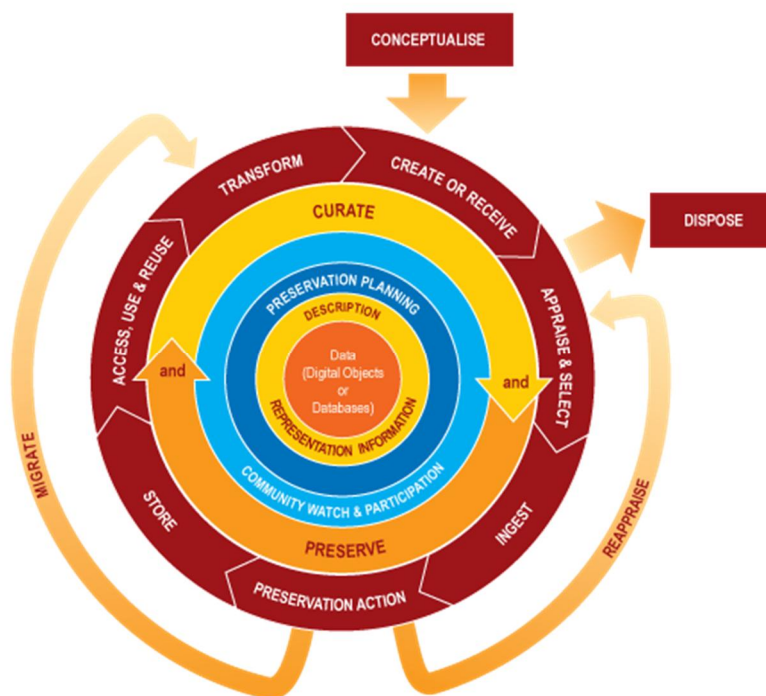 CONCEPTUALISE
TRANSFORM
CREATE OR RECEIVE
DISPOSE
CURATE
ACCESS, USE & REUSE
APPRAISE & SELECT
PRESERVATION PLANNING
DESCRIPTION
Data
(Digital Objects
or
Databases)
and
and
REPRESENTATION INFORMATION
COMMUNITY WATCH & PARTICIPATION
MIGRATE
REAPPRAISE
STORE
INGEST
PRESERVE
PRESERVATION ACTION